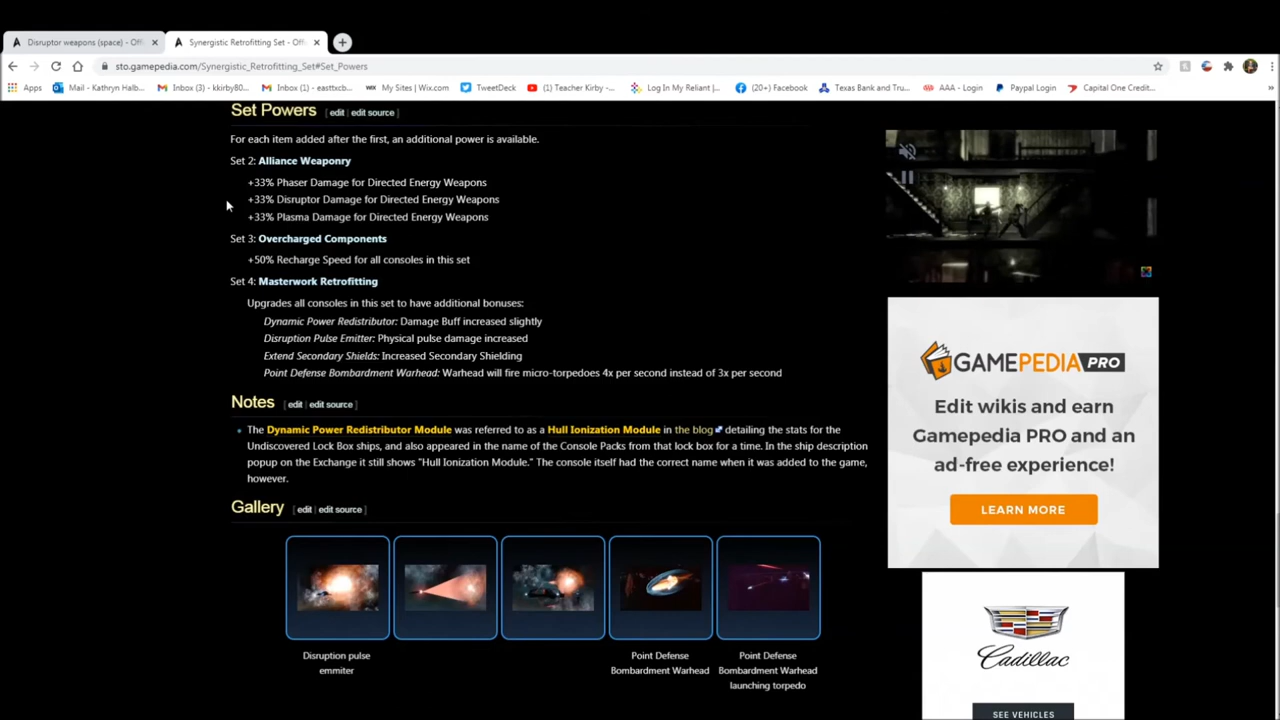 Disruptor weapons (space) - Offi
Synergistic Retrofitting Set - Offi
sto.gamepedia.com/Synergistic_Retrofitting_Set#Set_Powers
Apps
Mail - Kathryn Halb...
Inbox (3) - kkirby80...
Inbox (1) - easttxcb...
WIX
My Sites | Wix.com
TweetDeck
(1) Teacher Kirby -...
Log In My Reliant |...
(20+) Facebook
Texas Bank and Tru...
AAA - Login
Paypal Login
Capital One Credit...
Set Powers [ edit | edit source ]
For each item added after the first, an additional power is available.
Set 2: Alliance Weaponry
+33% Phaser Damage for Directed Energy Weapons
+33% Disruptor Damage for Directed Energy Weapons
+33% Plasma Damage for Directed Energy Weapons
Set 3: Overcharged Components
+50% Recharge Speed for all consoles in this set
Set 4: Masterwork Retrofitting
Upgrades all consoles in this set to have additional bonuses:
Dynamic Power Redistributor: Damage Buff increased slightly
Disruption Pulse Emitter: Physical pulse damage increased
Extend Secondary Shields: Increased Secondary Shielding
Point Defense Bombardment Warhead: Warhead will fire micro-torpedoes 4x per second instead of 3x per second
Notes [ edit | edit source ]
The Dynamic Power Redistributor Module was referred to as a Hull Ionization Module in the blog detailing the stats for the
Undiscovered Lock Box ships, and also appeared in the name of the Console Packs from that lock box for a time. In the ship description
popup on the Exchange it still shows "Hull Ionization Module." The console itself had the correct name when it was added to the game,
however.
Gallery [ edit | edit source ]
Disruption pulse
emmiter
Point Defense
Bombardment Warhead
Point Defense
Bombardment Warhead
launching torpedo
GAMEPEDIA PRO
Edit wikis and earn
Gamepedia PRO and an
ad-free experience!
LEARN MORE
Cadillac
SEE VEHICLES